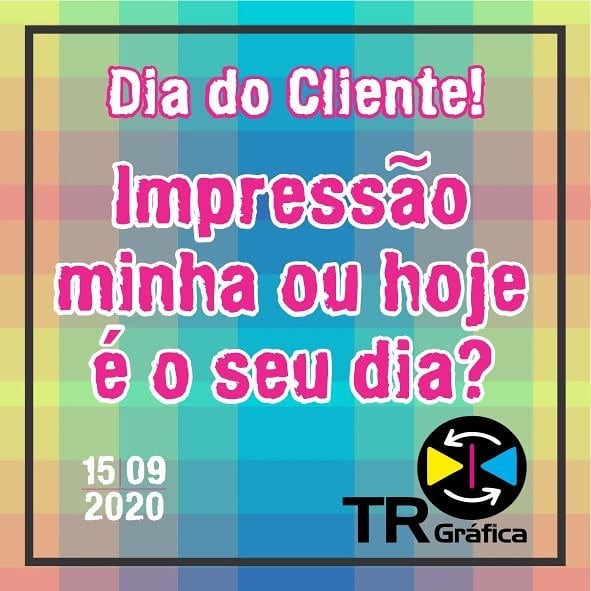 Dia do Cliente!
Impressão
minha ou hoje
é o seu dia?
15|09
2020
TR
Gráfica